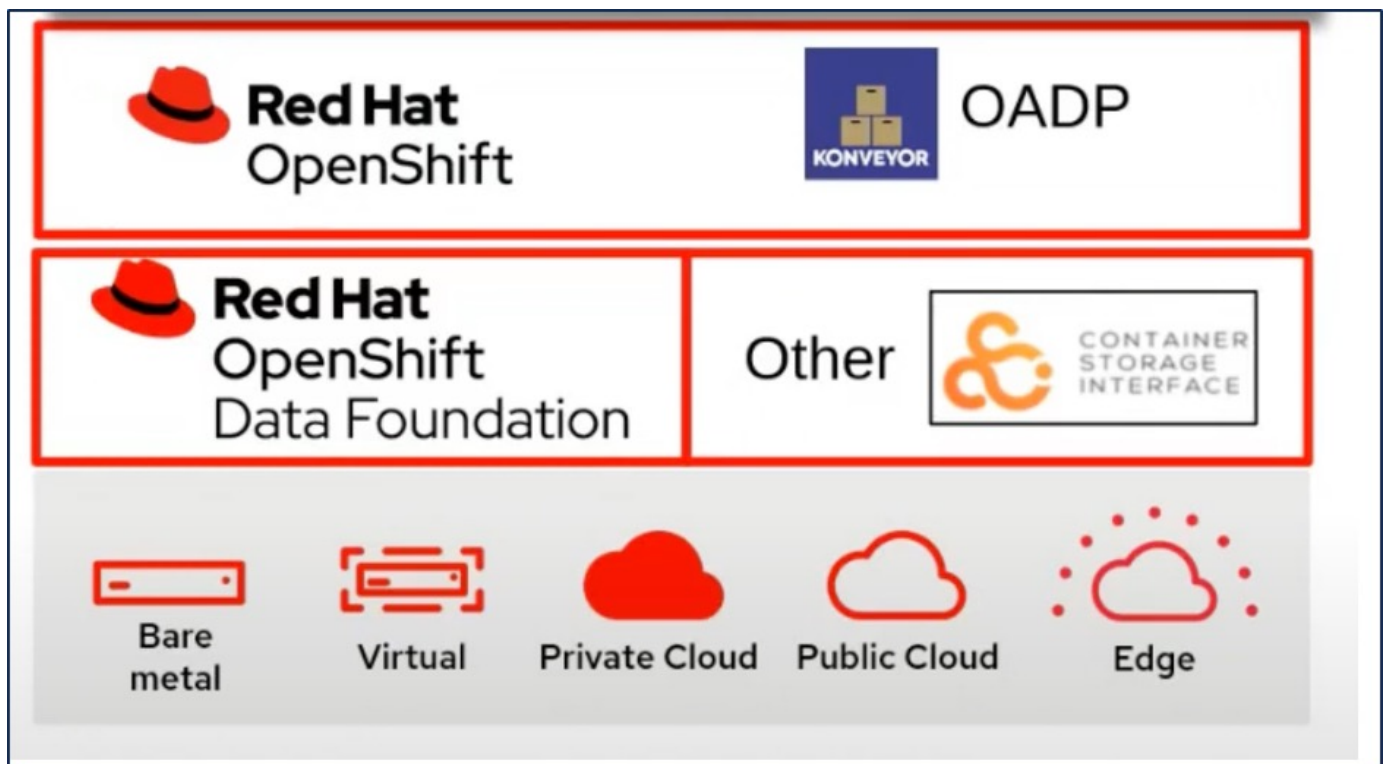 Red Hat
OpenShift
KONVEYOR
OADP
Red Hat
OpenShift
Data Foundation
Other
CONTAINER
STORAGE
INTERFACE
Bare
metal
Virtual
Private Cloud
Public Cloud
Edge